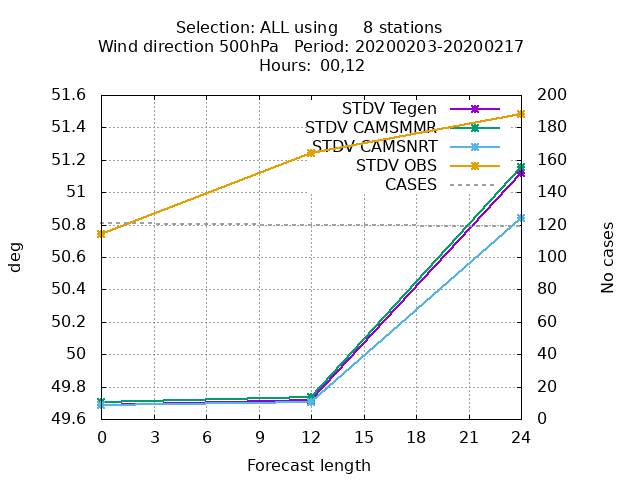 Selection: ALL using 8 stations
Wind direction 500hPa Period: 20200203-20200217
Hours: 00,12
51.6
51.4
51.2
51
50.8
50.6
50.4
50.2
50
49.8
49.6
deg
STDV Tegen
STDV CAMSMMR
STDV CAMSNRT
STDV OBS
CASES
200
180
160
140
120
100
80
60
40
20
0
No cases
0 3 6 9 12 15 18 21 24
Forecast length